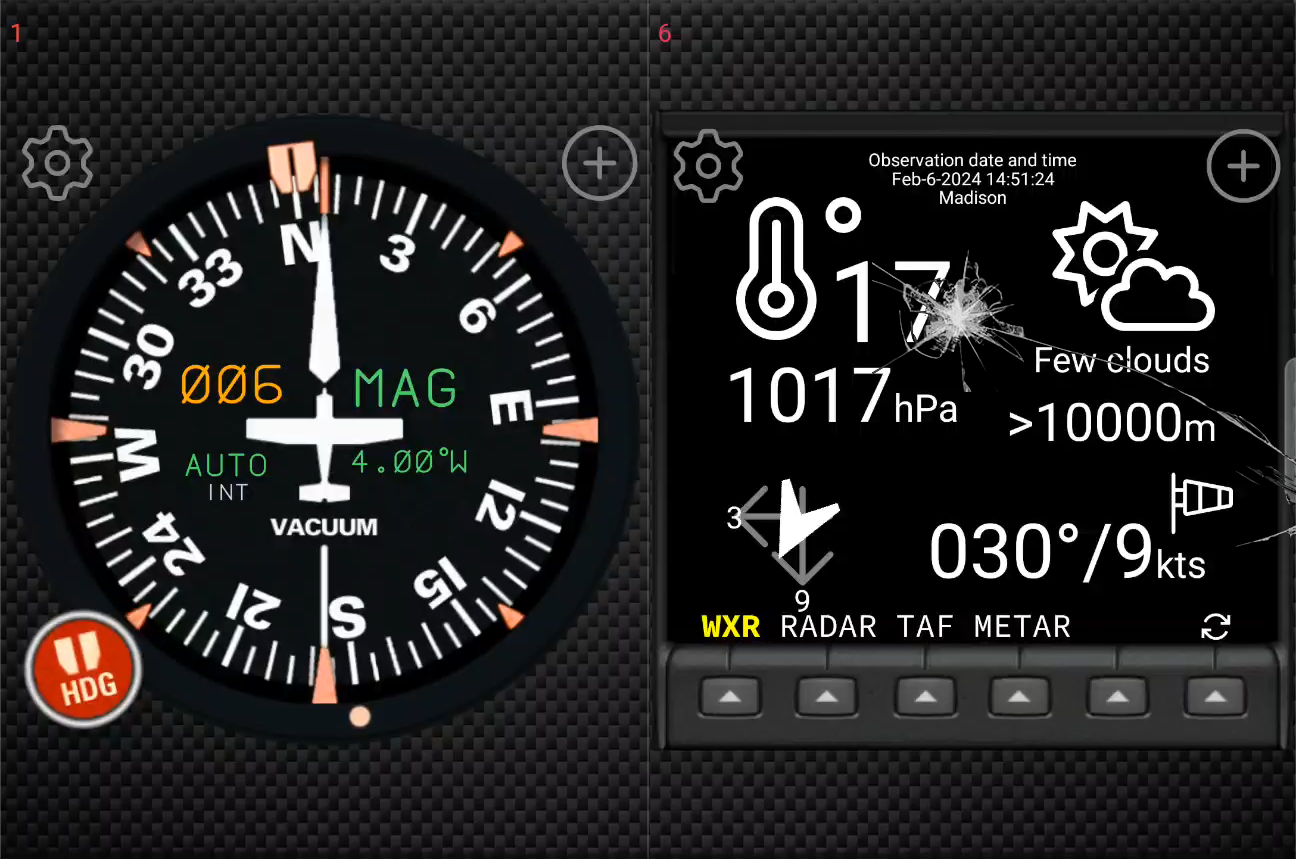 1
N
3
6
E
12
15
S
21
24
W
30
33
006
MAG
AUTO
INT
4.00°W
VACUUM
HDG
6
Observation date and time
Feb-6-2024 14:51:24
Madison
17°
Few clouds
1017hPa
>10000m
3
9
030°/9kts
WXR RADAR TAF METAR